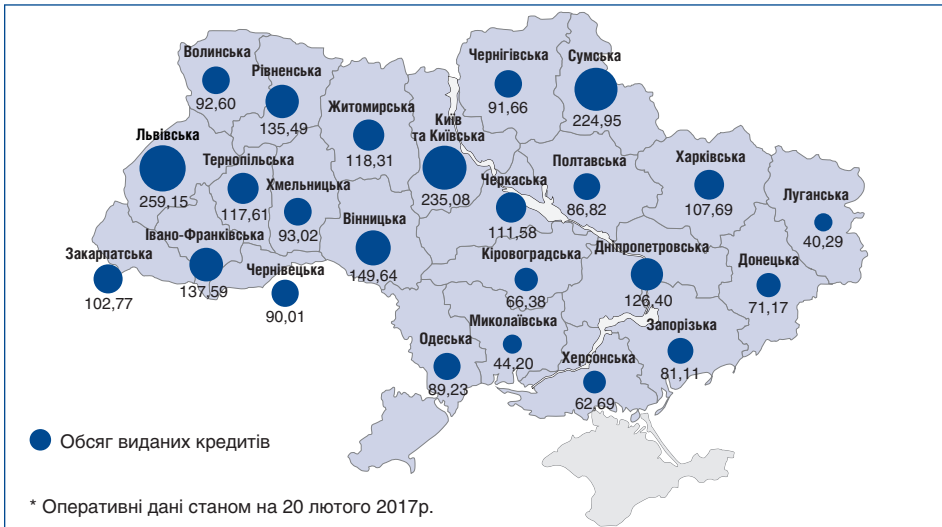 Волинська
92,60
Рівненська
135,49
Житомирська
118,31
Київ
та Київська
235,08
Чернігівська
91,66
Сумська
224,95
Львівська
259,15
Тернопільська
117,61
Хмельницька
93,02
Вінницька
149,64
Черкаська
111,58
Полтавська
86,82
Харківська
107,69
Луганська
40,29
Закарпатська
102,77
Івано-Франківська
137,59
Чернівецька
90,01
Кіровоградська
66,38
Дніпропетровська
126,40
Донецька
71,17
Одеська
89,23
Миколаївська
44,20
Херсонська
62,69
Запорізька
81,11
Обсяг виданих кредитів
* Оперативні дані станом на 20 лютого 2017р.